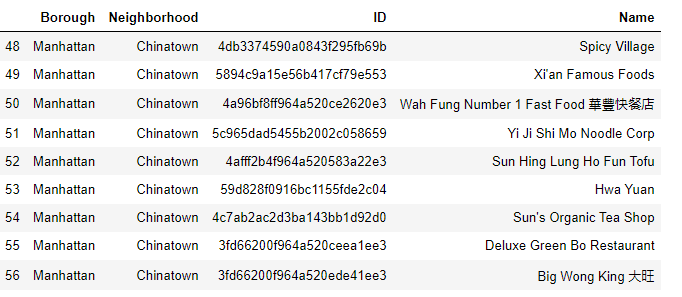 Borough Neighborhood ID Name
48 Manhattan Chinatown 4db3374590a0843f295fb69b Spicy Village
49 Manhattan Chinatown 5894c9a15e56b417cf79e553 Xi'an Famous Foods
50 Manhattan Chinatown 4a96bf8ff964a520ce2620e3 Wah Fung Number 1 Fast Food 華豐快餐店
51 Manhattan Chinatown 5c965dad5455b2002c058659 Yi Ji Shi Mo Noodle Corp
52 Manhattan Chinatown 4afff2b4f964a520583a22e3 Sun Hing Lung Ho Fun Tofu
53 Manhattan Chinatown 59d828f0916bc1155fde2c04 Hwa Yuan
54 Manhattan Chinatown 4c7ab2ac2d3ba143bb1d92d0 Sun's Organic Tea Shop
55 Manhattan Chinatown 3fd66200f964a520ceea1ee3 Deluxe Green Bo Restaurant
56 Manhattan Chinatown 3fd66200f964a520ede41ee3 Big Wong King 大旺